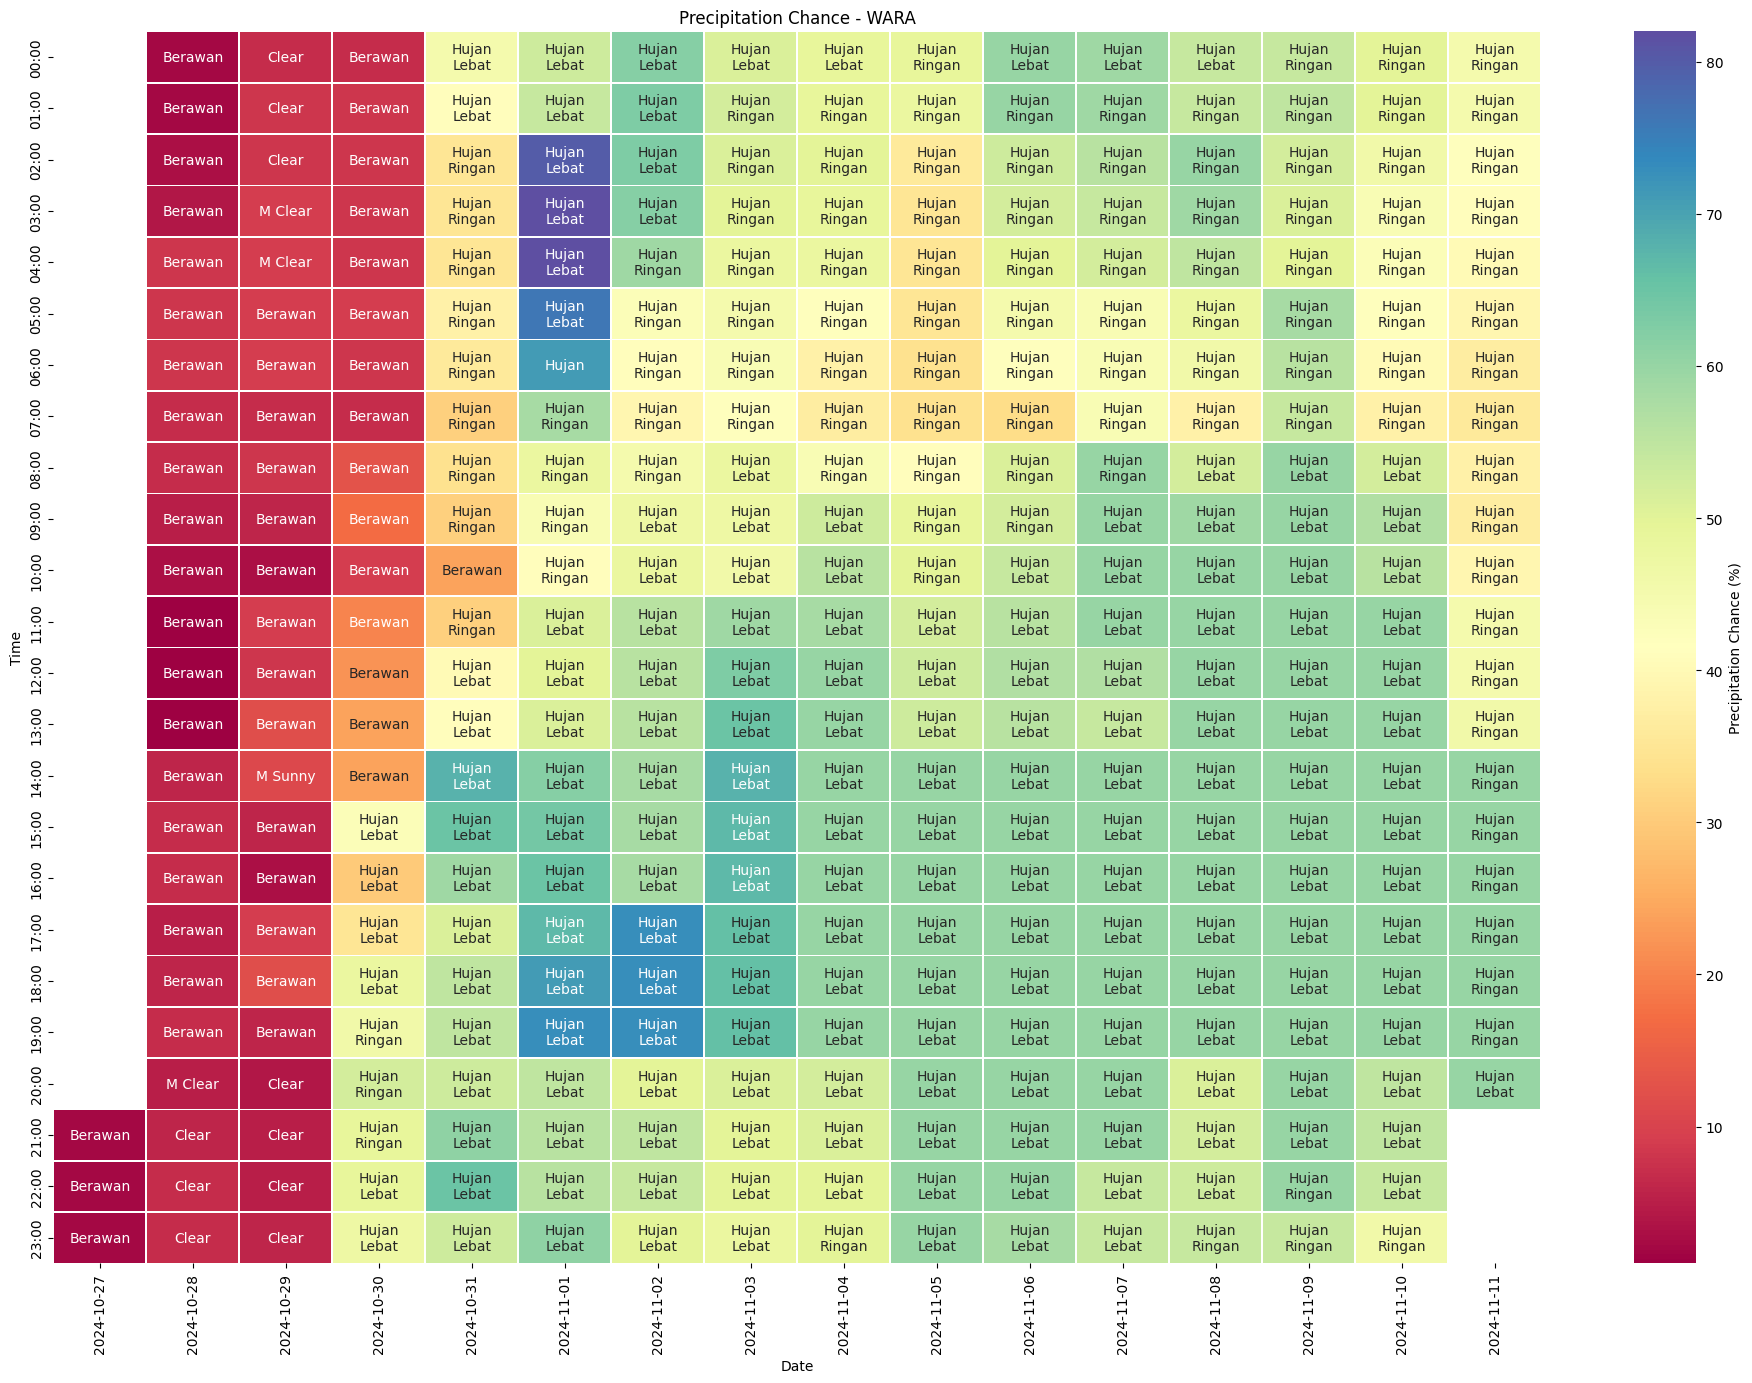 Precipitation Chance - WARA
00:00 Berawan Clear Berawan Hujan Lebat Hujan Lebat Hujan Lebat Hujan Lebat Hujan Lebat Hujan Ringan Hujan Lebat Hujan Lebat Hujan Lebat Hujan Ringan Hujan Ringan Hujan Ringan
01:00 Berawan Clear Berawan Hujan Lebat Hujan Lebat Hujan Lebat Hujan Ringan Hujan Ringan Hujan Ringan Hujan Ringan Hujan Ringan Hujan Ringan Hujan Ringan Hujan Ringan Hujan Ringan
02:00 Berawan Clear Berawan Hujan Ringan Hujan Lebat Hujan Lebat Hujan Ringan Hujan Ringan Hujan Ringan Hujan Ringan Hujan Ringan Hujan Ringan Hujan Ringan Hujan Ringan Hujan Ringan
03:00 Berawan M Clear Berawan Hujan Ringan Hujan Lebat Hujan Lebat Hujan Ringan Hujan Ringan Hujan Ringan Hujan Ringan Hujan Ringan Hujan Ringan Hujan Ringan Hujan Ringan Hujan Ringan
04:00 Berawan M Clear Berawan Hujan Ringan Hujan Lebat Hujan Ringan Hujan Ringan Hujan Ringan Hujan Ringan Hujan Ringan Hujan Ringan Hujan Ringan Hujan Ringan Hujan Ringan Hujan Ringan
05:00 Berawan Berawan Berawan Hujan Ringan Hujan Lebat Hujan Ringan Hujan Ringan Hujan Ringan Hujan Ringan Hujan Ringan Hujan Ringan Hujan Ringan Hujan Ringan Hujan Ringan Hujan Ringan
06:00 Berawan Berawan Berawan Hujan Ringan Hujan Hujan Ringan Hujan Ringan Hujan Ringan Hujan Ringan Hujan Ringan Hujan Ringan Hujan Ringan Hujan Ringan Hujan Ringan Hujan Ringan
07:00 Berawan Berawan Berawan Hujan Ringan Hujan Ringan Hujan Ringan Hujan Ringan Hujan Ringan Hujan Ringan Hujan Ringan Hujan Ringan Hujan Ringan Hujan Ringan Hujan Ringan Hujan Ringan
08:00 Berawan Berawan Berawan Hujan Ringan Hujan Ringan Hujan Ringan Hujan Lebat Hujan Ringan Hujan Ringan Hujan Ringan Hujan Ringan Hujan Lebat Hujan Lebat Hujan Lebat Hujan Ringan
09:00 Berawan Berawan Berawan Hujan Ringan Hujan Ringan Hujan Lebat Hujan Lebat Hujan Lebat Hujan Ringan Hujan Ringan Hujan Lebat Hujan Lebat Hujan Lebat Hujan Lebat Hujan Ringan
10:00 Berawan Berawan Berawan Berawan Hujan Ringan Hujan Lebat Hujan Lebat Hujan Lebat Hujan Ringan Hujan Lebat Hujan Lebat Hujan Lebat Hujan Lebat Hujan Lebat Hujan Ringan
11:00 Berawan Berawan Berawan Hujan Ringan Hujan Lebat Hujan Lebat Hujan Lebat Hujan Lebat Hujan Lebat Hujan Lebat Hujan Lebat Hujan Lebat Hujan Lebat Hujan Lebat Hujan Ringan
12:00 Berawan Berawan Berawan Hujan Lebat Hujan Lebat Hujan Lebat Hujan Lebat Hujan Lebat Hujan Lebat Hujan Lebat Hujan Lebat Hujan Lebat Hujan Lebat Hujan Lebat Hujan Ringan
13:00 Berawan Berawan Berawan Hujan Lebat Hujan Lebat Hujan Lebat Hujan Lebat Hujan Lebat Hujan Lebat Hujan Lebat Hujan Lebat Hujan Lebat Hujan Lebat Hujan Lebat Hujan Ringan
14:00 Berawan M Sunny Berawan Hujan Lebat Hujan Lebat Hujan Lebat Hujan Lebat Hujan Lebat Hujan Lebat Hujan Lebat Hujan Lebat Hujan Lebat Hujan Lebat Hujan Lebat Hujan Ringan
15:00 Berawan Berawan Hujan Lebat Hujan Lebat Hujan Lebat Hujan Lebat Hujan Lebat Hujan Lebat Hujan Lebat Hujan Lebat Hujan Lebat Hujan Lebat Hujan Lebat Hujan Lebat Hujan Ringan
16:00 Berawan Berawan Hujan Lebat Hujan Lebat Hujan Lebat Hujan Lebat Hujan Lebat Hujan Lebat Hujan Lebat Hujan Lebat Hujan Lebat Hujan Lebat Hujan Lebat Hujan Lebat Hujan Ringan
17:00 Berawan Berawan Hujan Lebat Hujan Lebat Hujan Lebat Hujan Lebat Hujan Lebat Hujan Lebat Hujan Lebat Hujan Lebat Hujan Lebat Hujan Lebat Hujan Lebat Hujan Lebat Hujan Ringan
18:00 Berawan Berawan Hujan Lebat Hujan Lebat Hujan Lebat Hujan Lebat Hujan Lebat Hujan Lebat Hujan Lebat Hujan Lebat Hujan Lebat Hujan Lebat Hujan Lebat Hujan Lebat Hujan Ringan
19:00 Berawan Berawan Hujan Ringan Hujan Lebat Hujan Lebat Hujan Lebat Hujan Lebat Hujan Lebat Hujan Lebat Hujan Lebat Hujan Lebat Hujan Lebat Hujan Lebat Hujan Lebat Hujan Ringan
20:00 M Clear Clear Hujan Ringan Hujan Lebat Hujan Lebat Hujan Lebat Hujan Lebat Hujan Lebat Hujan Lebat Hujan Lebat Hujan Lebat Hujan Lebat Hujan Lebat Hujan Lebat Hujan Lebat
21:00 Berawan Clear Clear Hujan Ringan Hujan Lebat Hujan Lebat Hujan Lebat Hujan Lebat Hujan Lebat Hujan Lebat Hujan Lebat Hujan Lebat Hujan Lebat Hujan Lebat Hujan Lebat
22:00 Berawan Clear Clear Hujan Lebat Hujan Lebat Hujan Lebat Hujan Lebat Hujan Lebat Hujan Lebat Hujan Lebat Hujan Lebat Hujan Lebat Hujan Lebat Hujan Ringan Hujan Lebat
23:00 Berawan Clear Clear Hujan Lebat Hujan Lebat Hujan Lebat Hujan Lebat Hujan Lebat Hujan Ringan Hujan Lebat Hujan Lebat Hujan Lebat Hujan Ringan Hujan Ringan Hujan Ringan
Time
2024-10-27 2024-10-28 2024-10-29 2024-10-30 2024-10-31 2024-11-01 2024-11-02 2024-11-03 2024-11-04 2024-11-05 2024-11-06 2024-11-07 2024-11-08 2024-11-09 2024-11-10 2024-11-11
Date
80
70
60
50
40
30
20
10
Precipitation Chance (%)